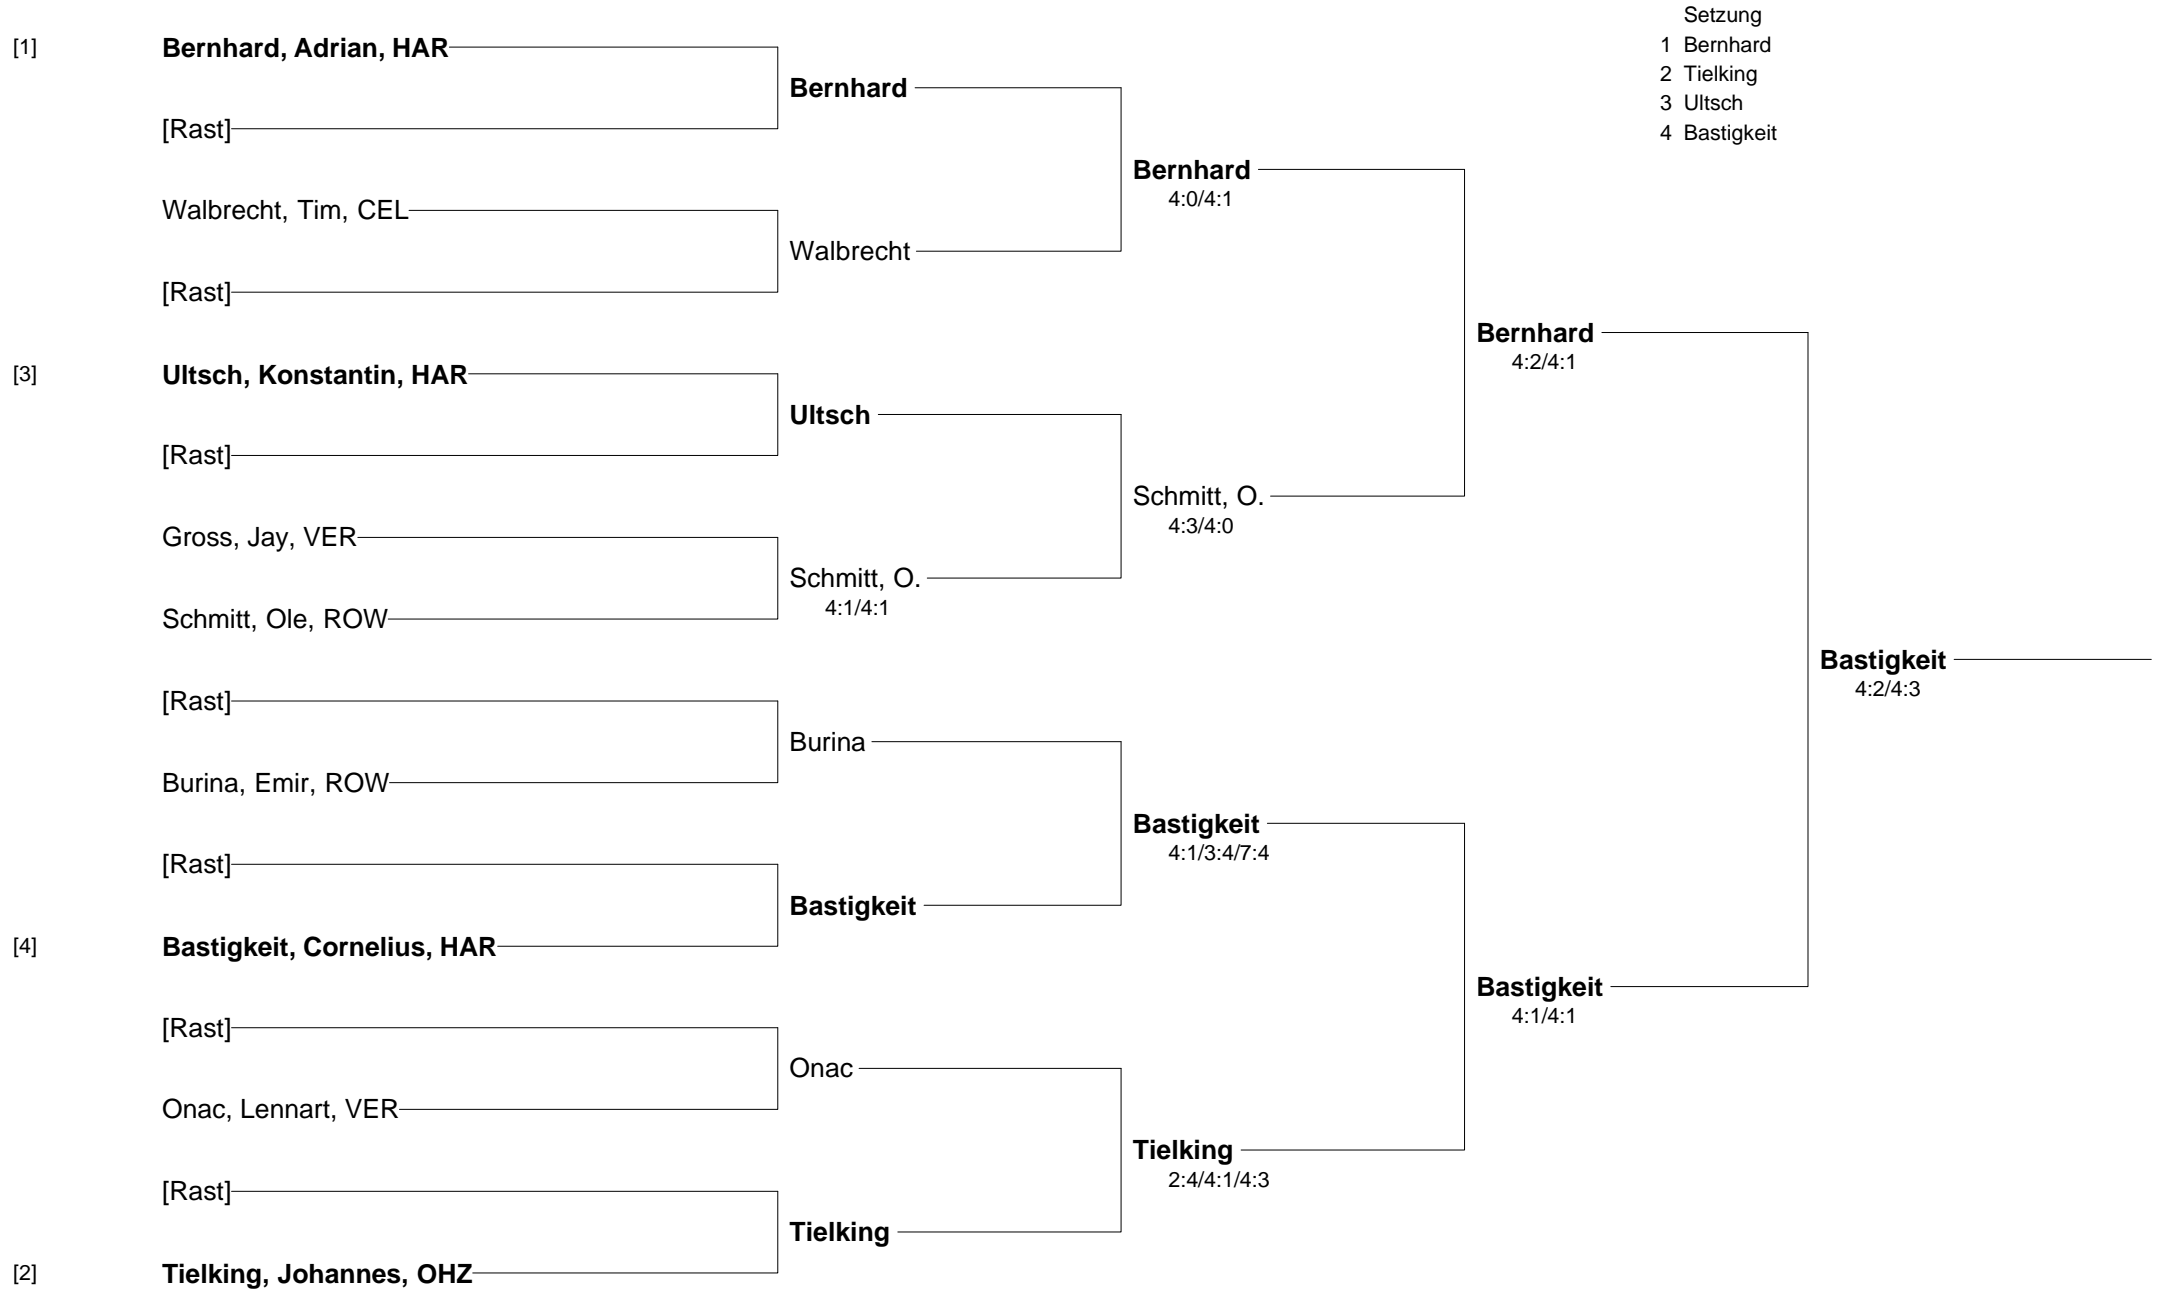 Setzung
1 Bernhard
2 Tielking
3 Ultsch
4 Bastigkeit
[1] Bernhard, Adrian, HAR
Bernhard
[Rast]
Bernhard
4:0/4:1
Walbrecht, Tim, CEL
Walbrecht
[Rast]
Bernhard
4:2/4:1
[3] Ultsch, Konstantin, HAR
Ultsch
[Rast]
Schmitt, O.
4:3/4:0
Gross, Jay, VER
Schmitt, O.
4:1/4:1
Schmitt, Ole, ROW
Bastigkeit
4:2/4:3
[Rast]
Burina
Burina, Emir, ROW
Bastigkeit
4:1/3:4/7:4
[Rast]
Bastigkeit
[4] Bastigkeit, Cornelius, HAR
Bastigkeit
4:1/4:1
[Rast]
Onac
Onac, Lennart, VER
Tielking
2:4/4:1/4:3
[Rast]
Tielking
[2] Tielking, Johannes, OHZ